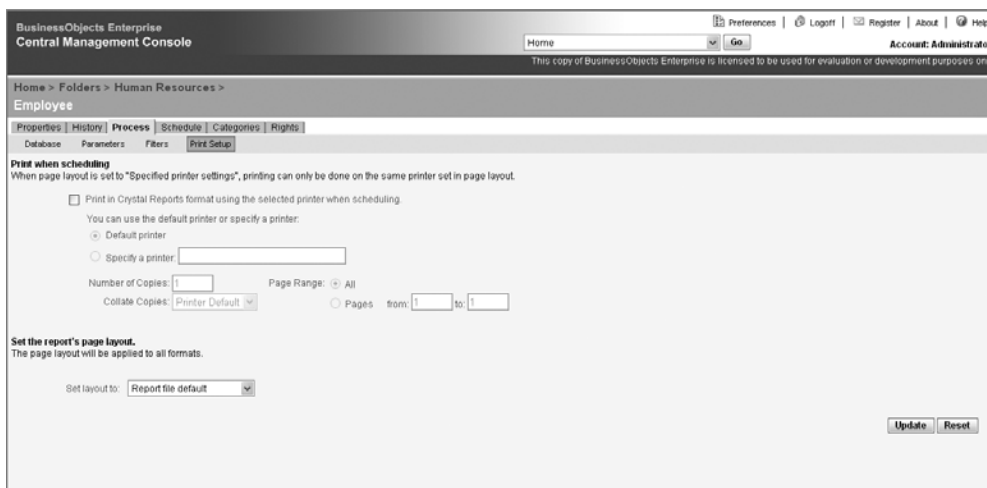 BusinessObjects Enterprise
Central Management Console
Preferences | Logoff | Register | About | Help
Home Go
Account: Administrato
This copy of BusinessObjects Enterprise is licensed to be used for evaluation or development purposes on
Home > Folders > Human Resources >
Employee
Properties | History | Process | Schedule | Categories | Rights |
Database Parameters Filters Print Setup
Print when scheduling
When page layout is set to "Specified printer settings", printing can only be done on the same printer set in page layout.
Print in Crystal Reports format using the selected printer when scheduling.
You can use the default printer or specify a printer:
Default printer
Specify a printer:
Number of Copies: 1 Page Range: All
Collate Copies: Printer Default Pages from: 1 to: 1
Set the report's page layout.
The page layout will be applied to all formats.
Set layout to: Report file default
Update Reset